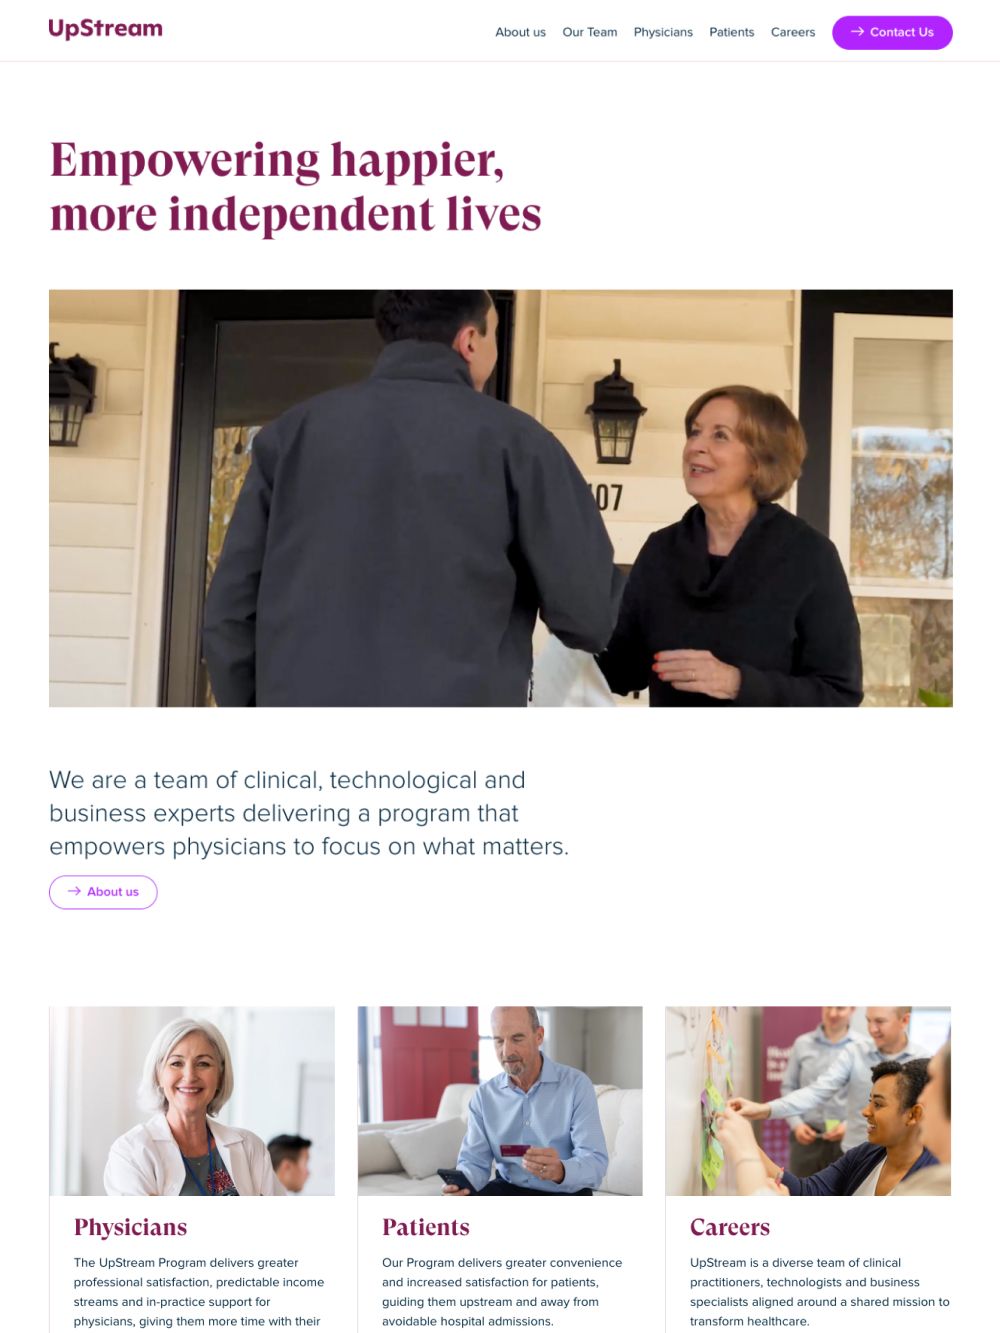 UpStream
About us
Our Team
Physicians
Patients
Careers
→ Contact Us
Empowering happier,
more independent lives
107
We are a team of clinical, technological and
business experts delivering a program that
empowers physicians to focus on what matters.
→ About us
Physicians
The UpStream Program delivers greater
professional satisfaction, predictable income
streams and in-practice support for
physicians, giving them more time with their
Patients
Our Program delivers greater convenience
and increased satisfaction for patients,
guiding them upstream and away from
avoidable hospital admissions.
Careers
UpStream is a diverse team of clinical
practitioners, technologists and business
specialists aligned around a shared mission to
transform healthcare.